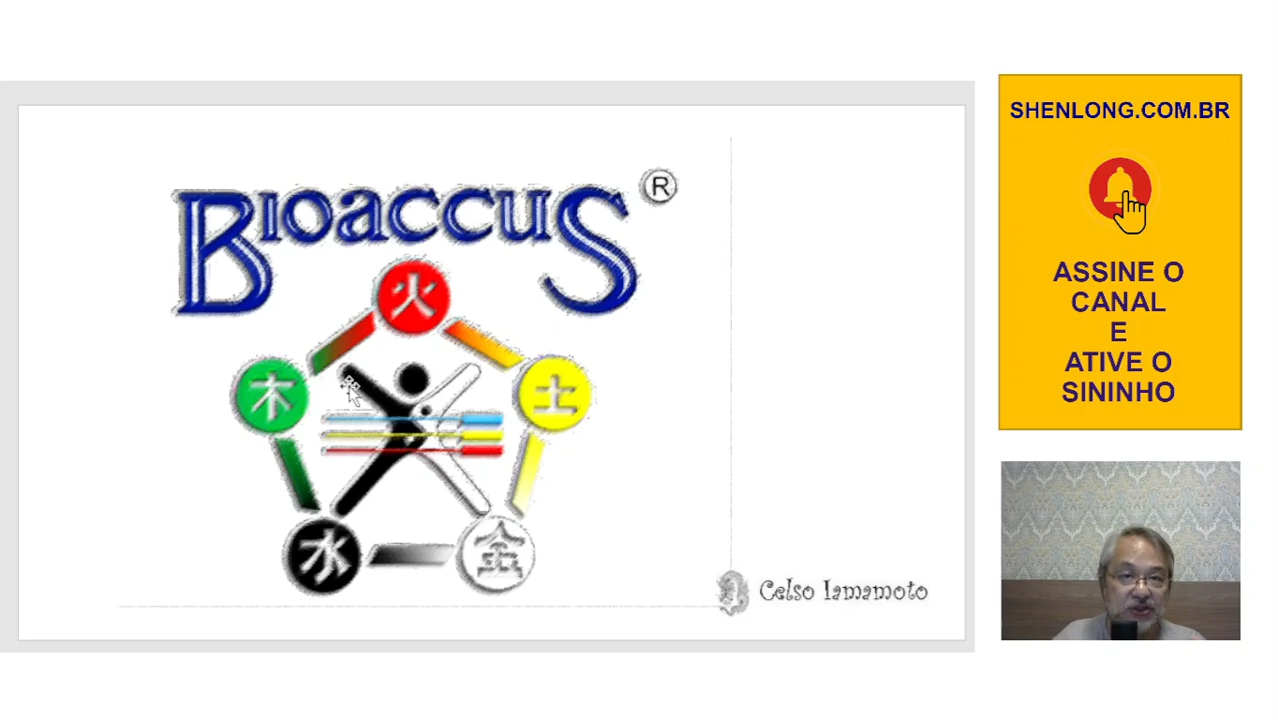 Bioaccus ®
火
木
土
水
金
Celso Iamamoto
SHENLONG.COM.BR
ASSINE O
CANAL
E
ATIVE O
SININHO